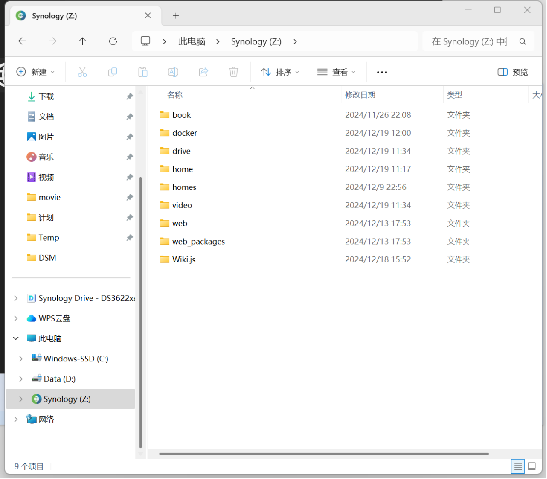 Synology (Z:)
此电脑 Synology (Z:) 在 Synology (Z:) 中
新建 排序 查看 预览
下载
文档
图片
音乐
视频
movie
计划
Temp
DSM
Synology Drive - DS3622x
WPS云盘
此电脑
Windows-SSD (C:)
Data (D:)
Synology (Z:)
网络
名称 修改日期 类型 大
book 2024/11/26 22:08 文件夹
docker 2024/12/19 12:00 文件夹
drive 2024/12/19 11:34 文件夹
home 2024/12/19 11:17 文件夹
homes 2024/12/9 22:56 文件夹
video 2024/12/19 11:34 文件夹
web 2024/12/13 17:53 文件夹
web_packages 2024/12/13 17:53 文件夹
Wiki.js 2024/12/18 15:52 文件夹
9 个项目